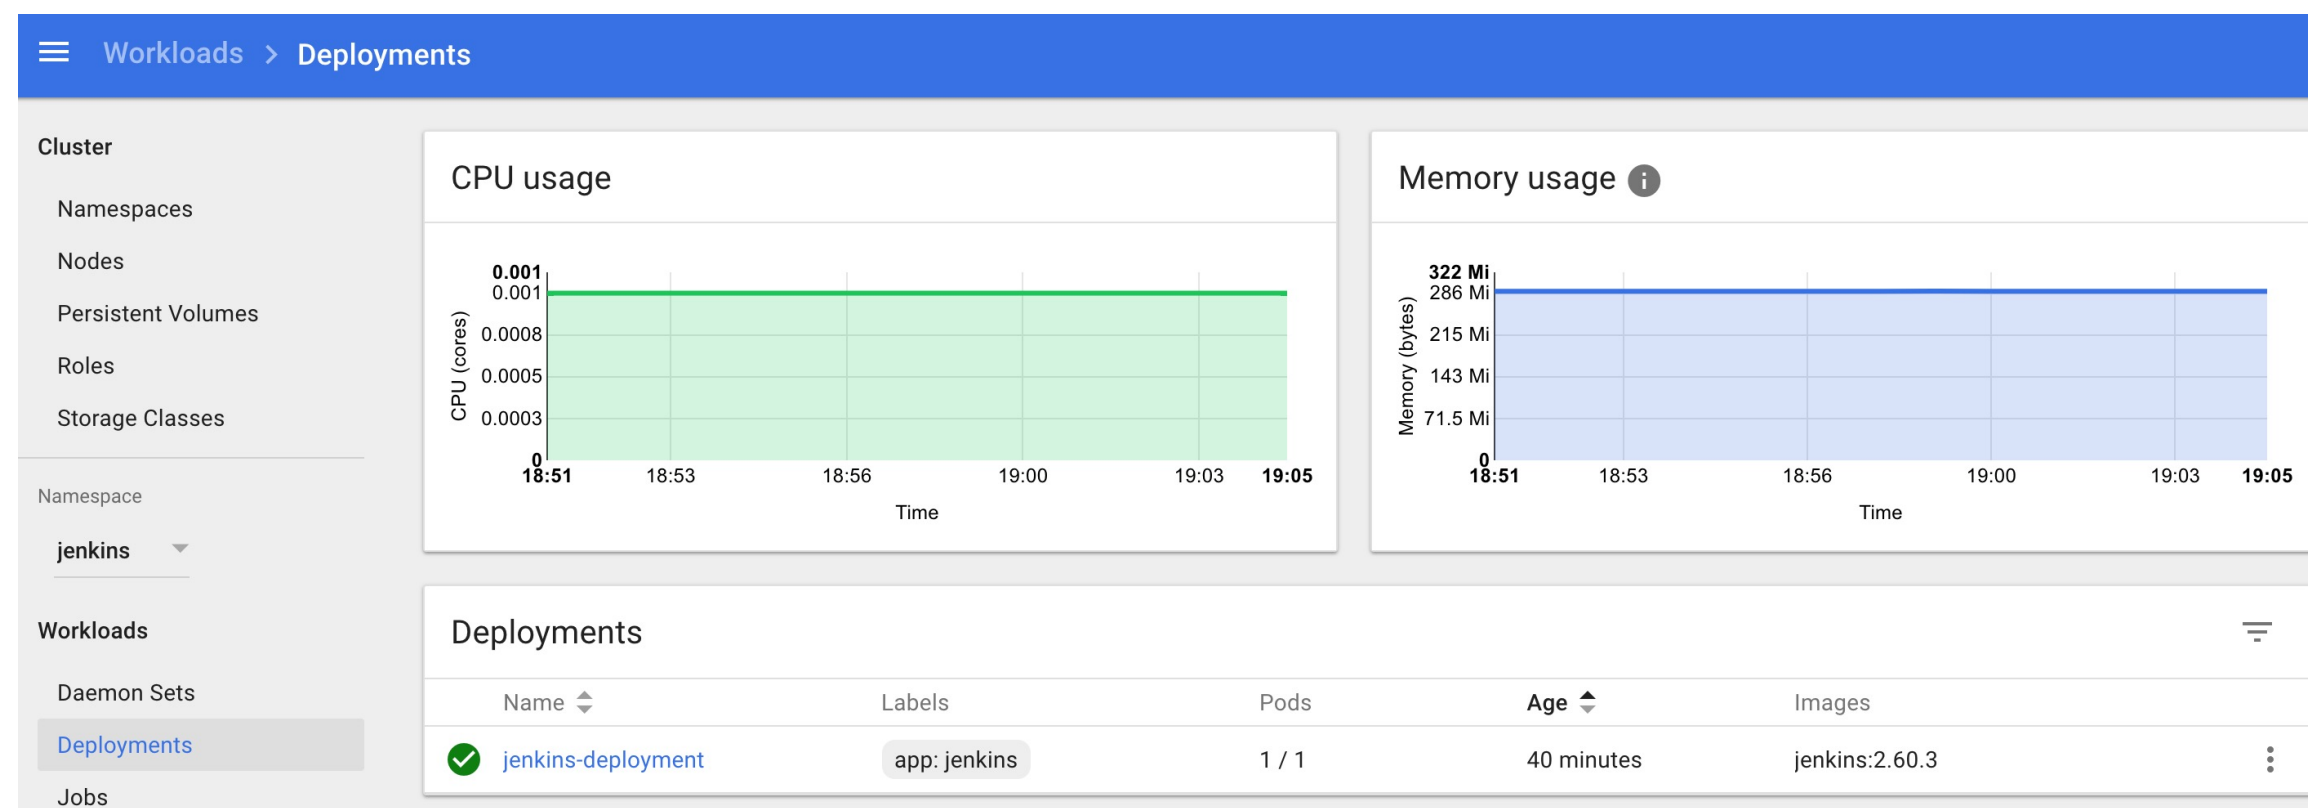 Workloads > Deployments
Cluster
Namespaces
Nodes
Persistent Volumes
Roles
Storage Classes
Namespace
jenkins
Workloads
Daemon Sets
Deployments
Jobs
CPU usage
0.001
0.001
0.0008
0.0005
0.0003
0
CPU (cores)
18:51 18:53 18:56 19:00 19:03 19:05
Time
Memory usage i
322 Mi
286 Mi
215 Mi
143 Mi
71.5 Mi
0
Memory (bytes)
18:51 18:53 18:56 19:00 19:03 19:05
Time
Deployments
Name Labels Pods Age Images
jenkins-deployment app: jenkins 1 / 1 40 minutes jenkins:2.60.3